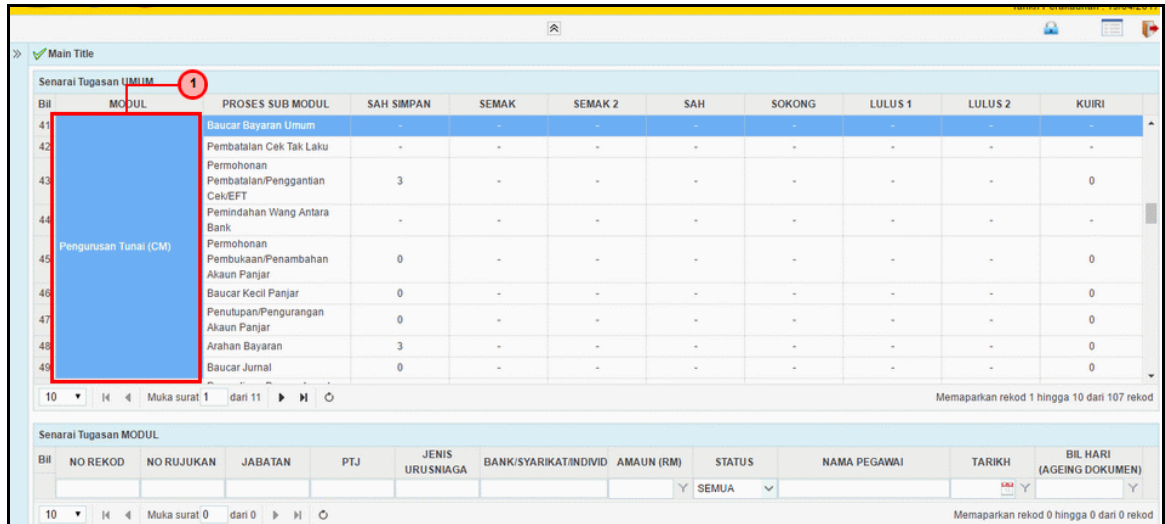 Main Title
Senarai Tugasan UMUM
1
Bil MODUL PROSES SUB MODUL SAH SIMPAN SEMAK SEMAK 2 SAH SOKONG LULUS 1 LULUS 2 KUIRI
41 Baucar Bayaran Umum - - - - - - - -
42 Pembatalan Cek Tak Laku - - - - - - - -
Permohonan
43 Pembatalan/Penggantian 3 - - - - - - 0
Cek/EFT
44 Pemindahan Wang Antara - - - - - - - -
Bank
Pengurusan Tunai (CM)
Permohonan
45 Pembukaan/Penambahan 0 - - - - - - 0
Akaun Panjar
46 Baucar Kecil Panjar 0 - - - - - - 0
47 Penutupan/Pengurangan 0 - - - - - - 0
Akaun Panjar
48 Arahan Bayaran 3 - - - - - - 0
49 Baucar Jurnal 0 - - - - - - 0
10 Muka surat 1 dari 11 Memaparkan rekod 1 hingga 10 dari 107 rekod
Senarai Tugasan MODUL
Bil NO REKOD NO RUJUKAN JABATAN PTJ JENIS URUSNIAGA BANK/SYARIKAT/INDIVID AMAUN (RM) STATUS NAMA PEGAWAI TARIKH BIL HARI (AGEING DOKUMEN)
SEMUA
10 Muka surat 0 dari 0 Memaparkan rekod 0 hingga 0 dari 0 rekod